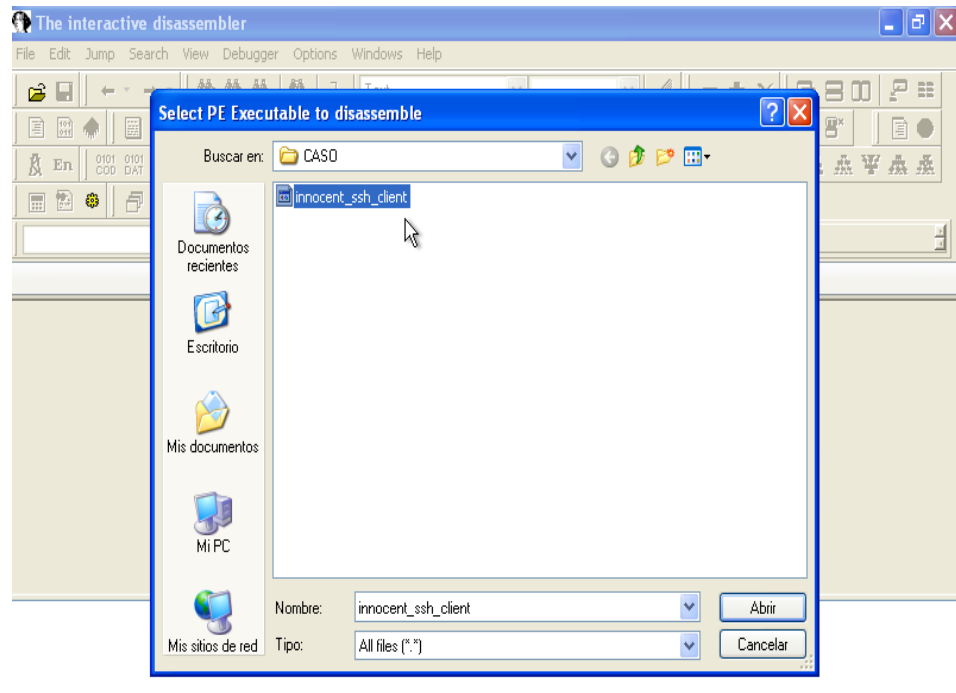 The interactive disassembler
File Edit Jump Search View Debugger Options Windows Help
Select PE Executable to disassemble
Buscar en: CASO
En
innocent_ssh_client
Documentos
recientes
Escritorio
Mis documentos
Mi PC
Mis sitios de red
Nombre: innocent_ssh_client Abrir
Tipo: All files (*.*) Cancelar